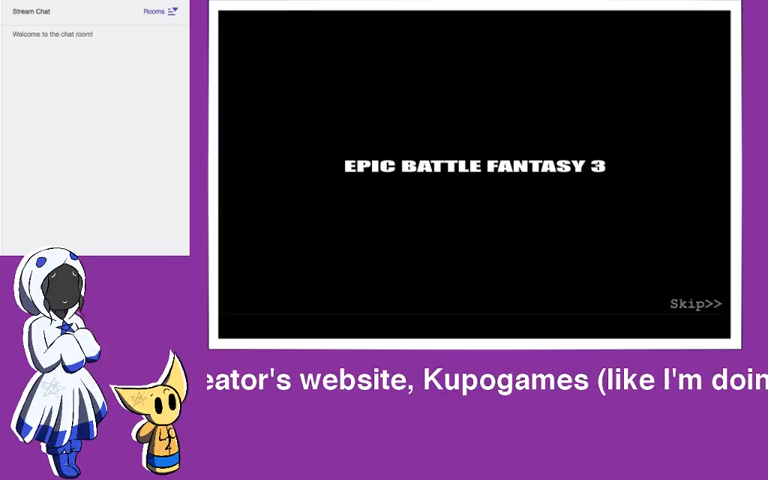 Stream Chat
Rooms
Welcome to the chat room!
EPIC BATTLE FANTASY 3
Skip>>
eator's website, Kupogames (like I'm doin